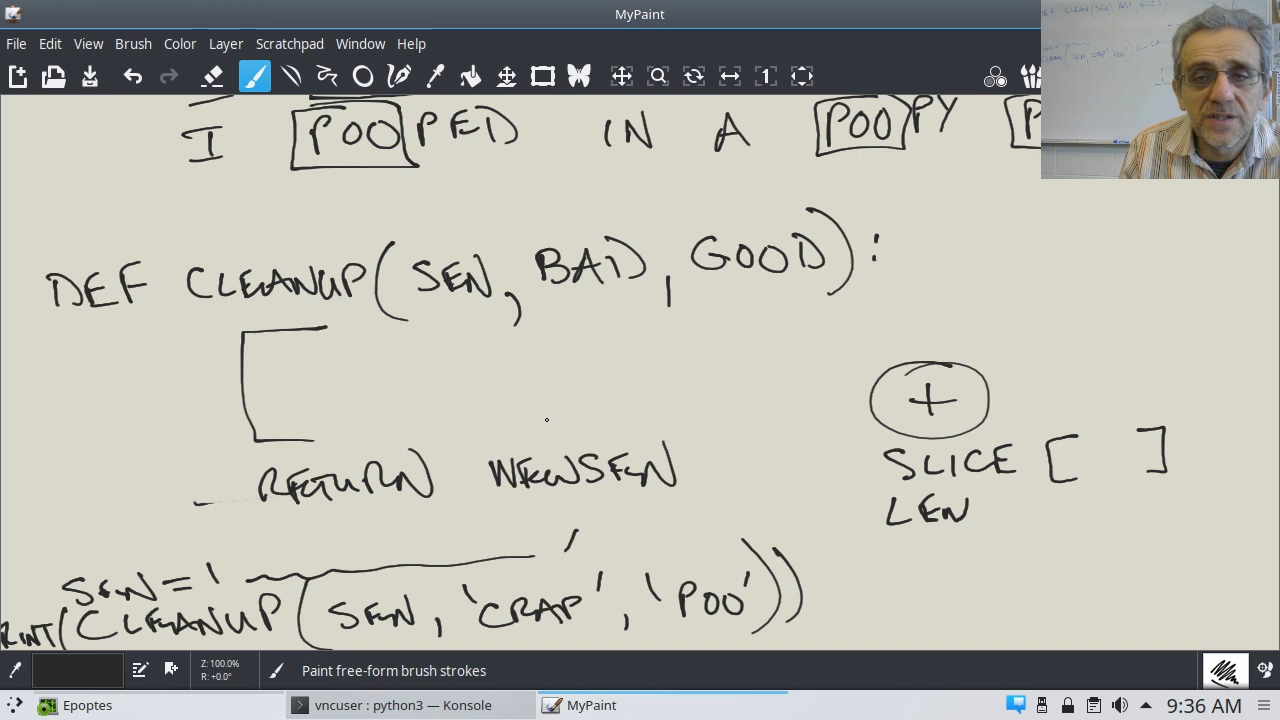 MyPaint
File Edit View Brush Color Layer Scratchpad Window Help
1
I POOPED IN A POOPY P
DEF CLEANUP(SEN, BAD, GOOD):
+
SLICE [ ]
LEN
RETURN NEWSEN
SEN = ' '
RINT(CLEANUP(SEN, 'CRAP', 'POO'))
Z: 100.0%
R: +0.0°
Paint free-form brush strokes
Epoptes vncuser : python3 — Konsole MyPaint 9:36 AM